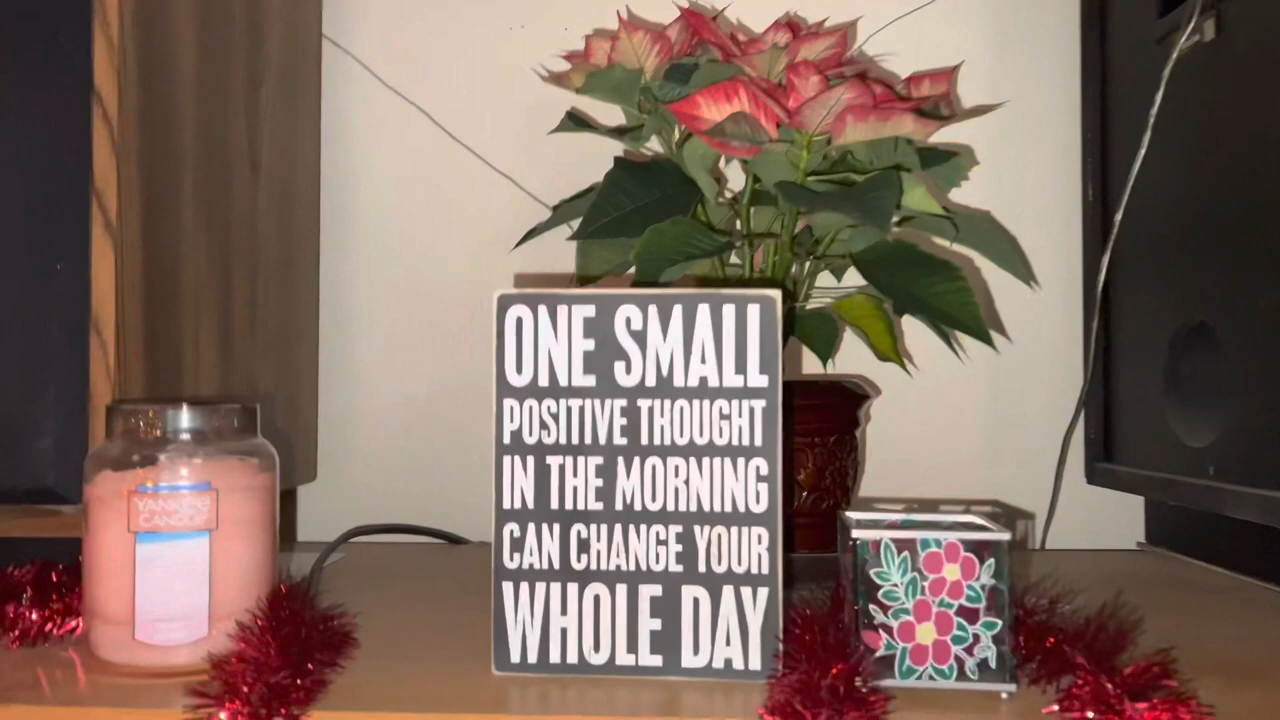 ONE SMALL
POSITIVE THOUGHT
IN THE MORNING
CAN CHANGE YOUR
WHOLE DAY
YANKEE
CANDLE